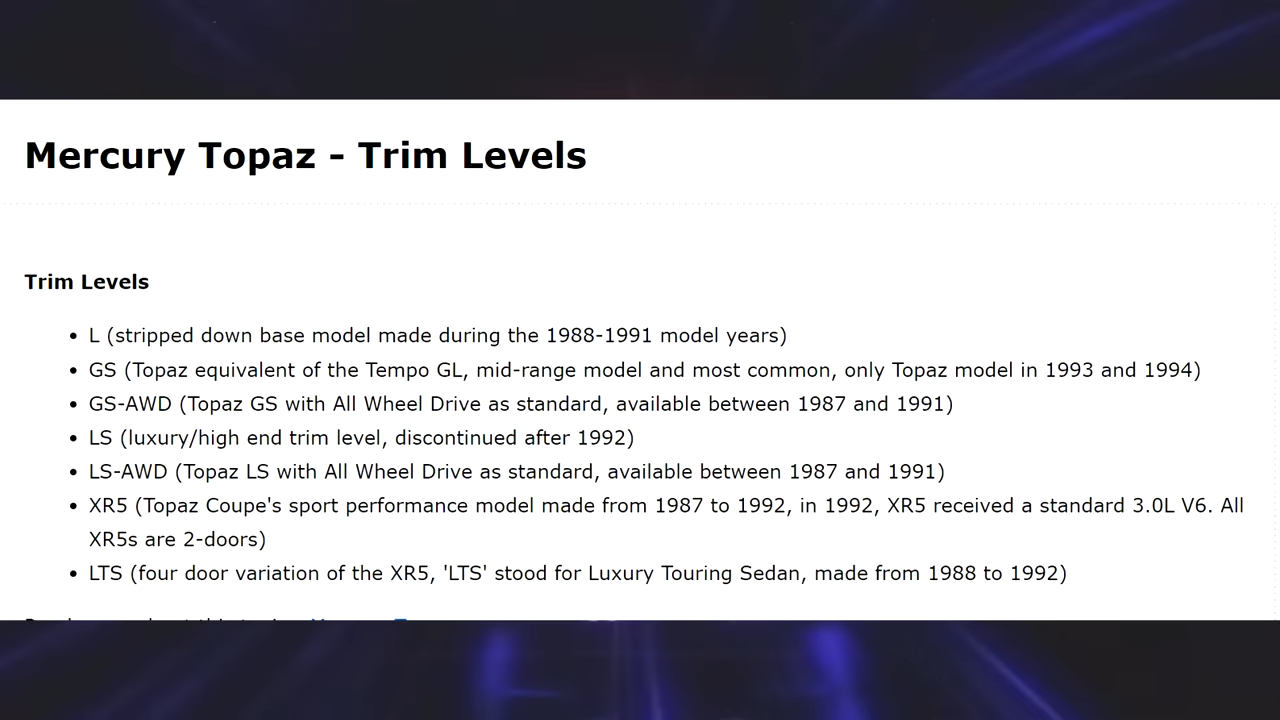 Mercury Topaz - Trim Levels
Trim Levels
• L (stripped down base model made during the 1988-1991 model years)
• GS (Topaz equivalent of the Tempo GL, mid-range model and most common, only Topaz model in 1993 and 1994)
• GS-AWD (Topaz GS with All Wheel Drive as standard, available between 1987 and 1991)
• LS (luxury/high end trim level, discontinued after 1992)
• LS-AWD (Topaz LS with All Wheel Drive as standard, available between 1987 and 1991)
• XR5 (Topaz Coupe's sport performance model made from 1987 to 1992, in 1992, XR5 received a standard 3.0L V6. All
XR5s are 2-doors)
• LTS (four door variation of the XR5, 'LTS' stood for Luxury Touring Sedan, made from 1988 to 1992)